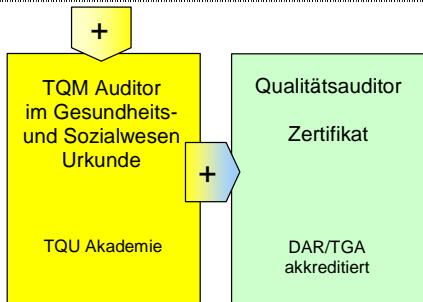 +
TQM Auditor
im Gesundheits-
und Sozialwesen
Urkunde
TQU Akademie
+
Qualitätsauditor
Zertifikat
DAR/TGA
akkreditiert